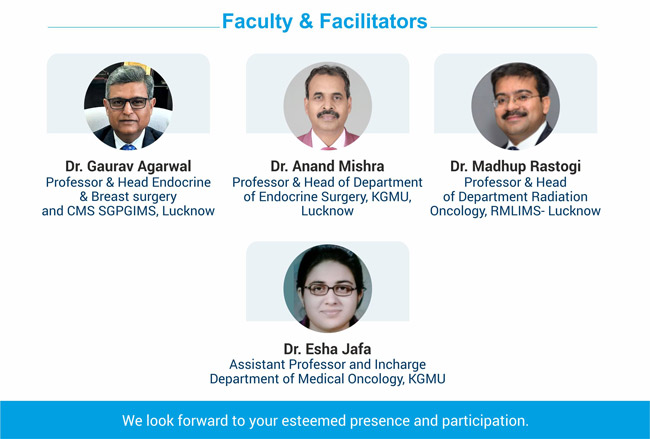 Faculty & Facilitators
Dr. Gaurav Agarwal
Professor & Head Endocrine
& Breast surgery
and CMS SGPGIMS, Lucknow
Dr. Anand Mishra
Professor & Head of Department
of Endocrine Surgery, KGMU,
Lucknow
Dr. Madhup Rastogi
Professor & Head
of Department Radiation
Oncology, RMLIMS- Lucknow
Dr. Esha Jafa
Assistant Professor and Incharge
Department of Medical Oncology, KGMU
We look forward to your esteemed presence and participation.